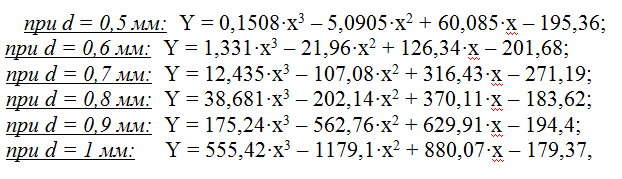 при d = 0,5 мм: Y = 0,1508·x³ – 5,0905·x² + 60,085·x – 195,36;
при d = 0,6 мм: Y = 1,331·x³ – 21,96·x² + 126,34·x – 201,68;
при d = 0,7 мм: Y = 12,435·x³ – 107,08·x² + 316,43·x – 271,19;
при d = 0,8 мм: Y = 38,681·x³ – 202,14·x² + 370,11·x – 183,62;
при d = 0,9 мм: Y = 175,24·x³ – 562,76·x² + 629,91·x – 194,4;
при d = 1 мм: Y = 555,42·x³ – 1179,1·x² + 880,07·x – 179,37,